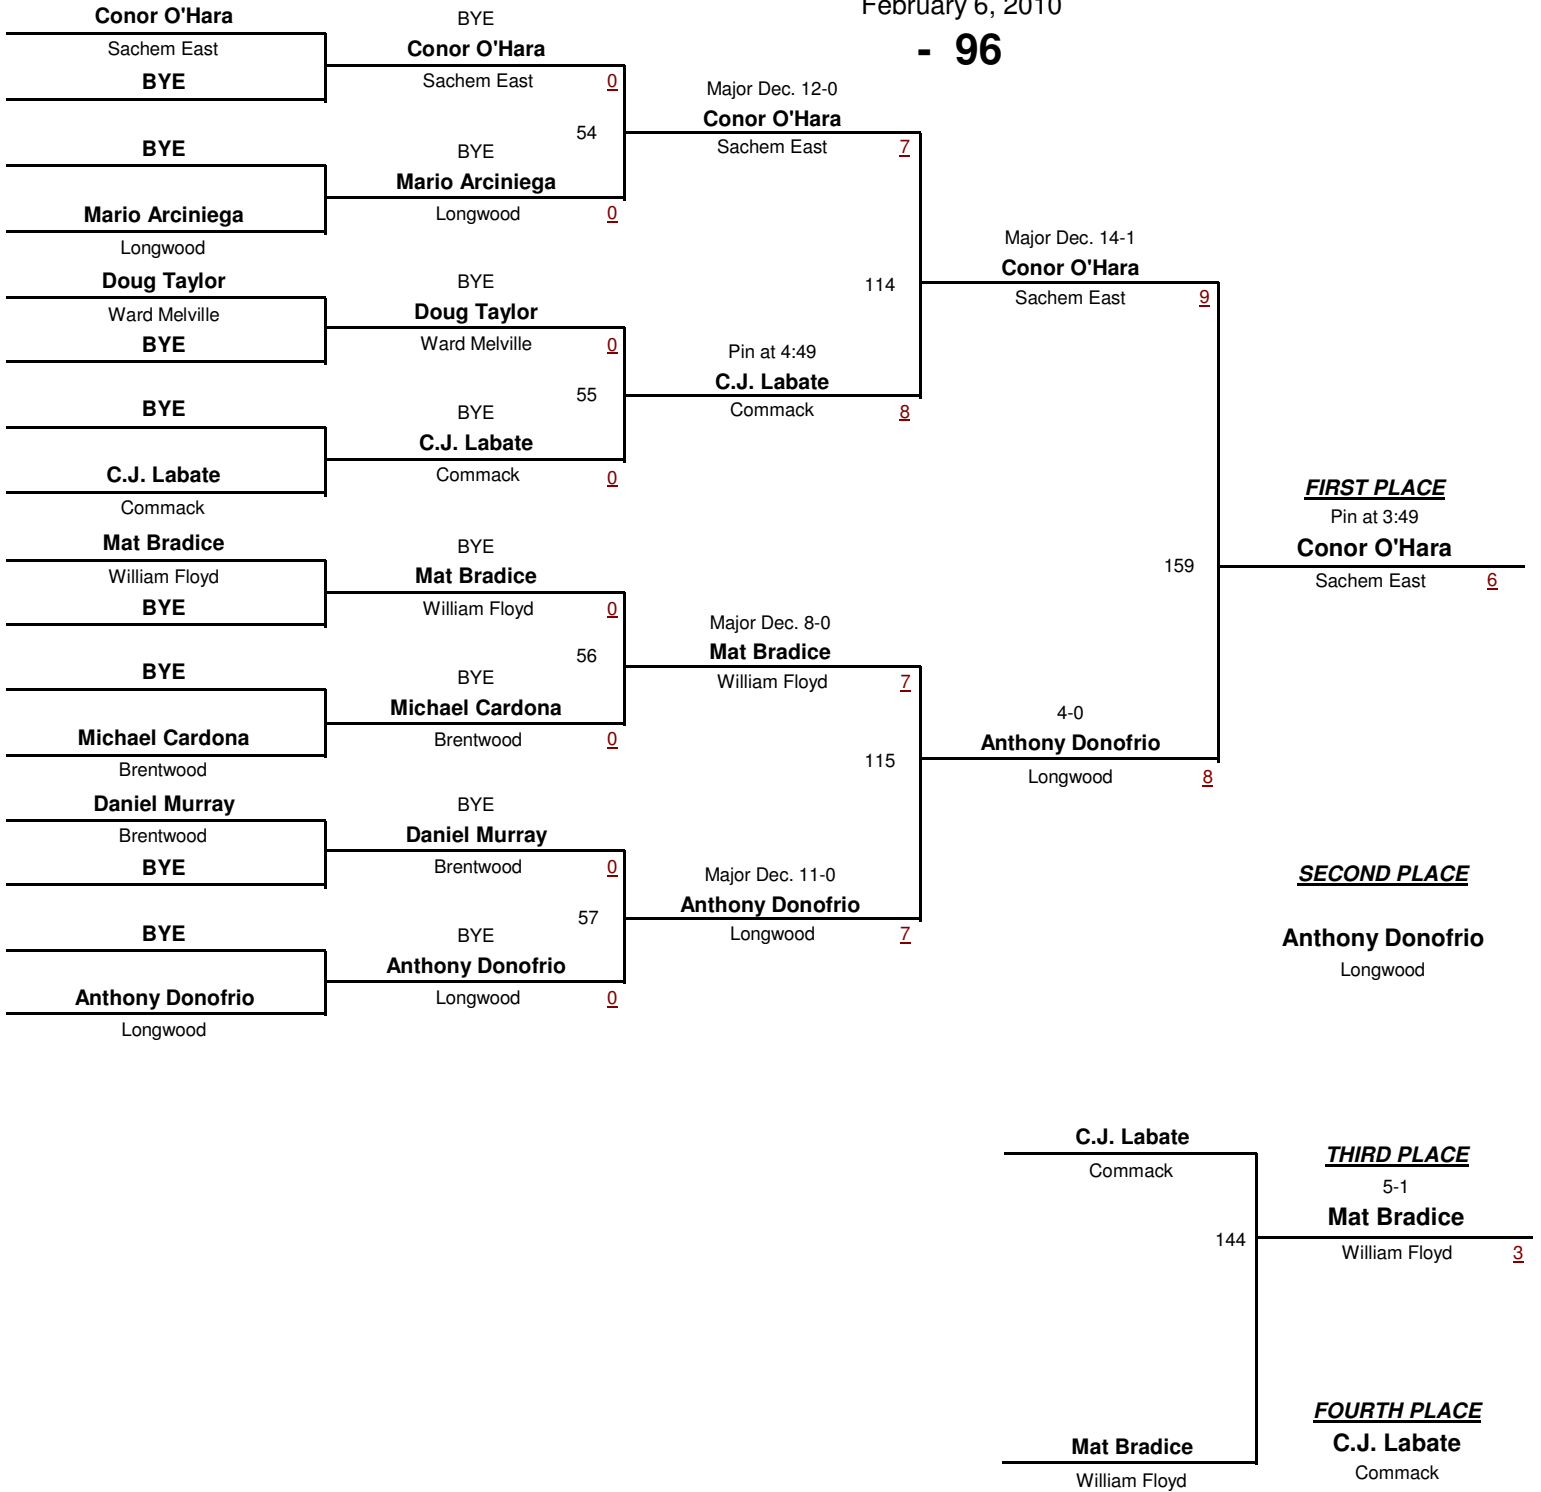 February 6, 2010
- 96
Conor O'Hara
Sachem East
BYE
BYE
Mario Arciniega
Longwood
Doug Taylor
Ward Melville
BYE
BYE
C.J. Labate
Commack
Mat Bradice
William Floyd
BYE
BYE
Michael Cardona
Brentwood
Daniel Murray
Brentwood
BYE
BYE
Anthony Donofrio
Longwood
BYE
Conor O'Hara
Sachem East 0
54
BYE
Mario Arciniega
Longwood 0
BYE
Doug Taylor
Ward Melville 0
55
BYE
C.J. Labate
Commack 0
BYE
Mat Bradice
William Floyd 0
56
BYE
Michael Cardona
Brentwood 0
BYE
Daniel Murray
Brentwood 0
57
BYE
Anthony Donofrio
Longwood 0
Major Dec. 12-0
Conor O'Hara
Sachem East 7
114
Pin at 4:49
C.J. Labate
Commack 8
Major Dec. 8-0
Mat Bradice
William Floyd 7
115
Major Dec. 11-0
Anthony Donofrio
Longwood 7
Major Dec. 14-1
Conor O'Hara
Sachem East 9
159
4-0
Anthony Donofrio
Longwood 8
FIRST PLACE
Pin at 3:49
Conor O'Hara
Sachem East 6
SECOND PLACE
Anthony Donofrio
Longwood
C.J. Labate
Commack
144
Mat Bradice
William Floyd
THIRD PLACE
5-1
Mat Bradice
William Floyd 3
FOURTH PLACE
C.J. Labate
Commack